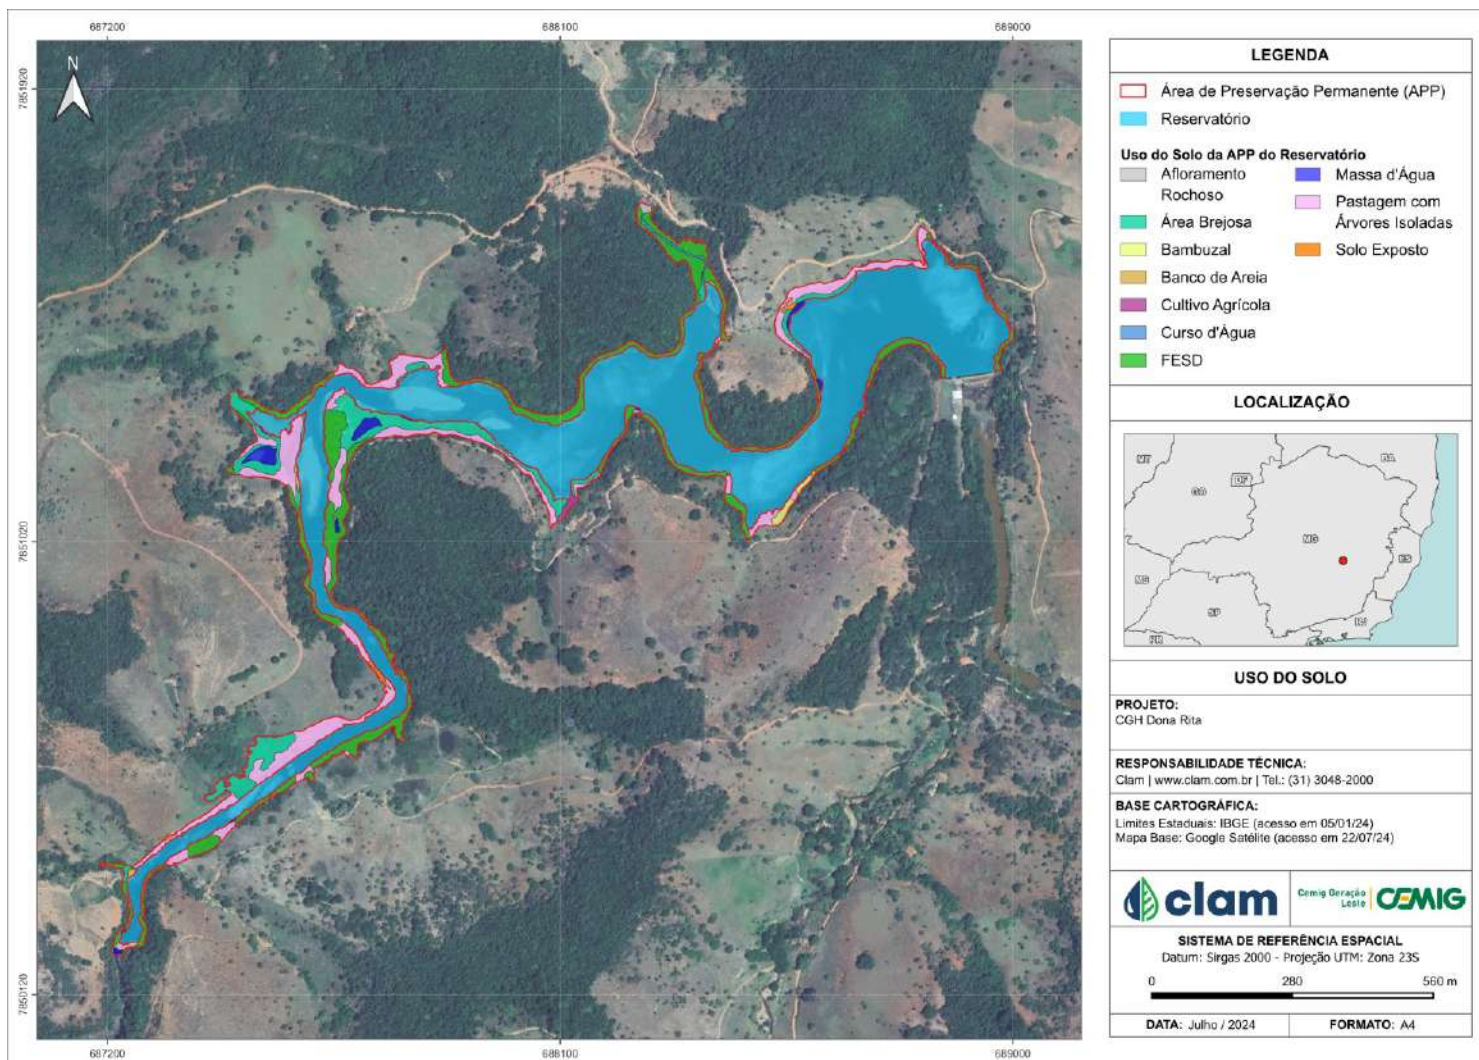 687200
688100
689000
7851920
7851020
7850120
N
687200
688100
689000
LEGENDA
Área de Preservação Permanente (APP)
Reservatório
Uso do Solo da APP do Reservatório
Afloramento
Rochoso
Área Brejosa
Bambuzal
Banco de Areia
Cultivo Agrícola
Curso d'Água
FESD
Massa d'Água
Pastagem com
Árvores Isoladas
Solo Exposto
LOCALIZAÇÃO
MT
GO
DF
BA
MG
ES
MS
SP
RJ
PR
USO DO SOLO
PROJETO:
CGH Dona Rita
RESPONSABILIDADE TÉCNICA:
Clam | www.clam.com.br | Tel.: (31) 3048-2000
BASE CARTOGRÁFICA:
Limites Estaduais: IBGE (acesso em 05/01/24)
Mapa Base: Google Satélite (acesso em 22/07/24)
clam
Cemig Geração
Leste
CEMIG
SISTEMA DE REFERÊNCIA ESPACIAL
Datum: Sirgas 2000 - Projeção UTM: Zona 23S
0 280 560 m
DATA: Julho / 2024
FORMATO: A4